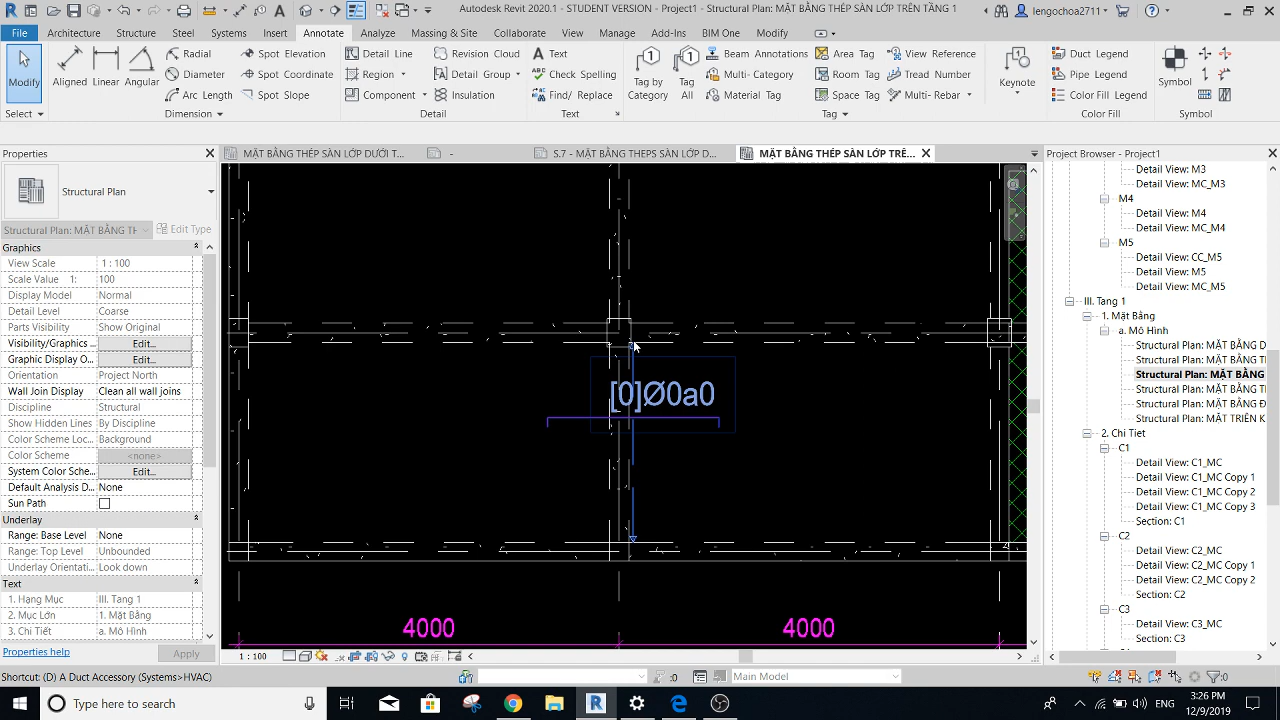 Autodesk Revit 2020.1 - STUDENT VERSION - Project1 - Structural Plan: MẶT BẰNG THÉP SÀN LỚP TRÊN TẦNG 1
lengochoa2711
File
Architecture
Structure
Steel
Systems
Insert
Annotate
Analyze
Massing & Site
Collaborate
View
Manage
Add-Ins
BIM One
Modify
Modify
Select
Aligned
Angular
Radial
Diameter
Arc Length
Spot Elevation
Spot Coordinate
Spot Slope
Dimension
Detail Line
Region
Component
Revision Cloud
Detail Group
Insulation
Detail
Text
Check Spelling
Find/ Replace
Text
Tag by
Category
Tag
All
Beam Annotations
Multi- Category
Material Tag
Area Tag
Room Tag
Space Tag
View Reference
Tread Number
Multi- Rebar
Tag
Keynote
Duct Legend
Pipe Legend
Color Fill Legend
Color Fill
Symbol
Symbol
Properties
MẶT BẰNG THÉP SÀN LỚP DƯỚI T...
-
S.7 - MẶT BẰNG THEPS SÀN LỚP D...
MẶT BẰNG THÉP SÀN LỚP TRÊ...
Project Browser - Project1
Structural Plan
Structural Plan: MẶT BẰNG TH
Edit Type
Graphics
View Scale 1 : 100
Scale Value 1: 100
Display Model Normal
Detail Level Coarse
Parts Visibility Show Original
Visibility/Graphics Edit...
Graphic Display O... Edit...
Orientation Project North
Wall Join Display Clean all wall joins
Discipline Structural
Show Hidden Lines By Discipline
Color Scheme Loc... Background
Color Scheme <none>
System Color Sche... Edit...
Default Analysis D... None
Sun Path
Underlay
Range: Base Level None
Range: Top Level Unbounded
Underlay Orientati... Look down
Text
1. Hạng Mục III. Tang 1
2. Mục Lớn 1. Mặt Bằng
3. Chi Tiết a. Mô Hình
Properties help
Apply
[0]Ø0a0
4000
4000
Detail View: M3
Detail View: MC_M3
M4
Detail View: M4
Detail View: MC_M4
M5
Detail View: CC_M5
Detail View: M5
Detail View: MC_M5
III. Tang 1
1. Mặt Bằng
a. Mô Hình
Structural Plan: MẶT BẰNG D
Structural Plan: MẶT BẰNG T
Structural Plan: MẶT BẰNG
Structural Plan: MẶT BẰNG T
Structural Plan: MẶT BẰNG Đ
Structural Plan: MẶT TRIỂN K
2. Chi Tiết
C1
Detail View: C1_MC
Detail View: C1_MC Copy 1
Detail View: C1_MC Copy 2
Detail View: C1_MC Copy 3
Section: C1
C2
Detail View: C2_MC
Detail View: C2_MC Copy 1
Detail View: C2_MC Copy 2
Section: C2
C3
Detail View: C3_MC
Detail View: C3_MC Copy 1
1 : 100
Shortcut: (D) A Duct Accessory (Systems>HVAC)
:0
Main Model
:0
Type here to search
ENG
3:26 PM
12/9/2019